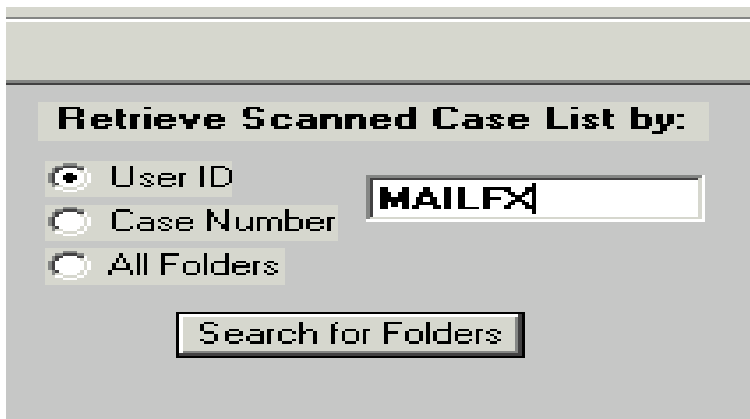 Retrieve Scanned Case List by:
User ID
MAILFX
Case Number
All Folders
Search for Folders